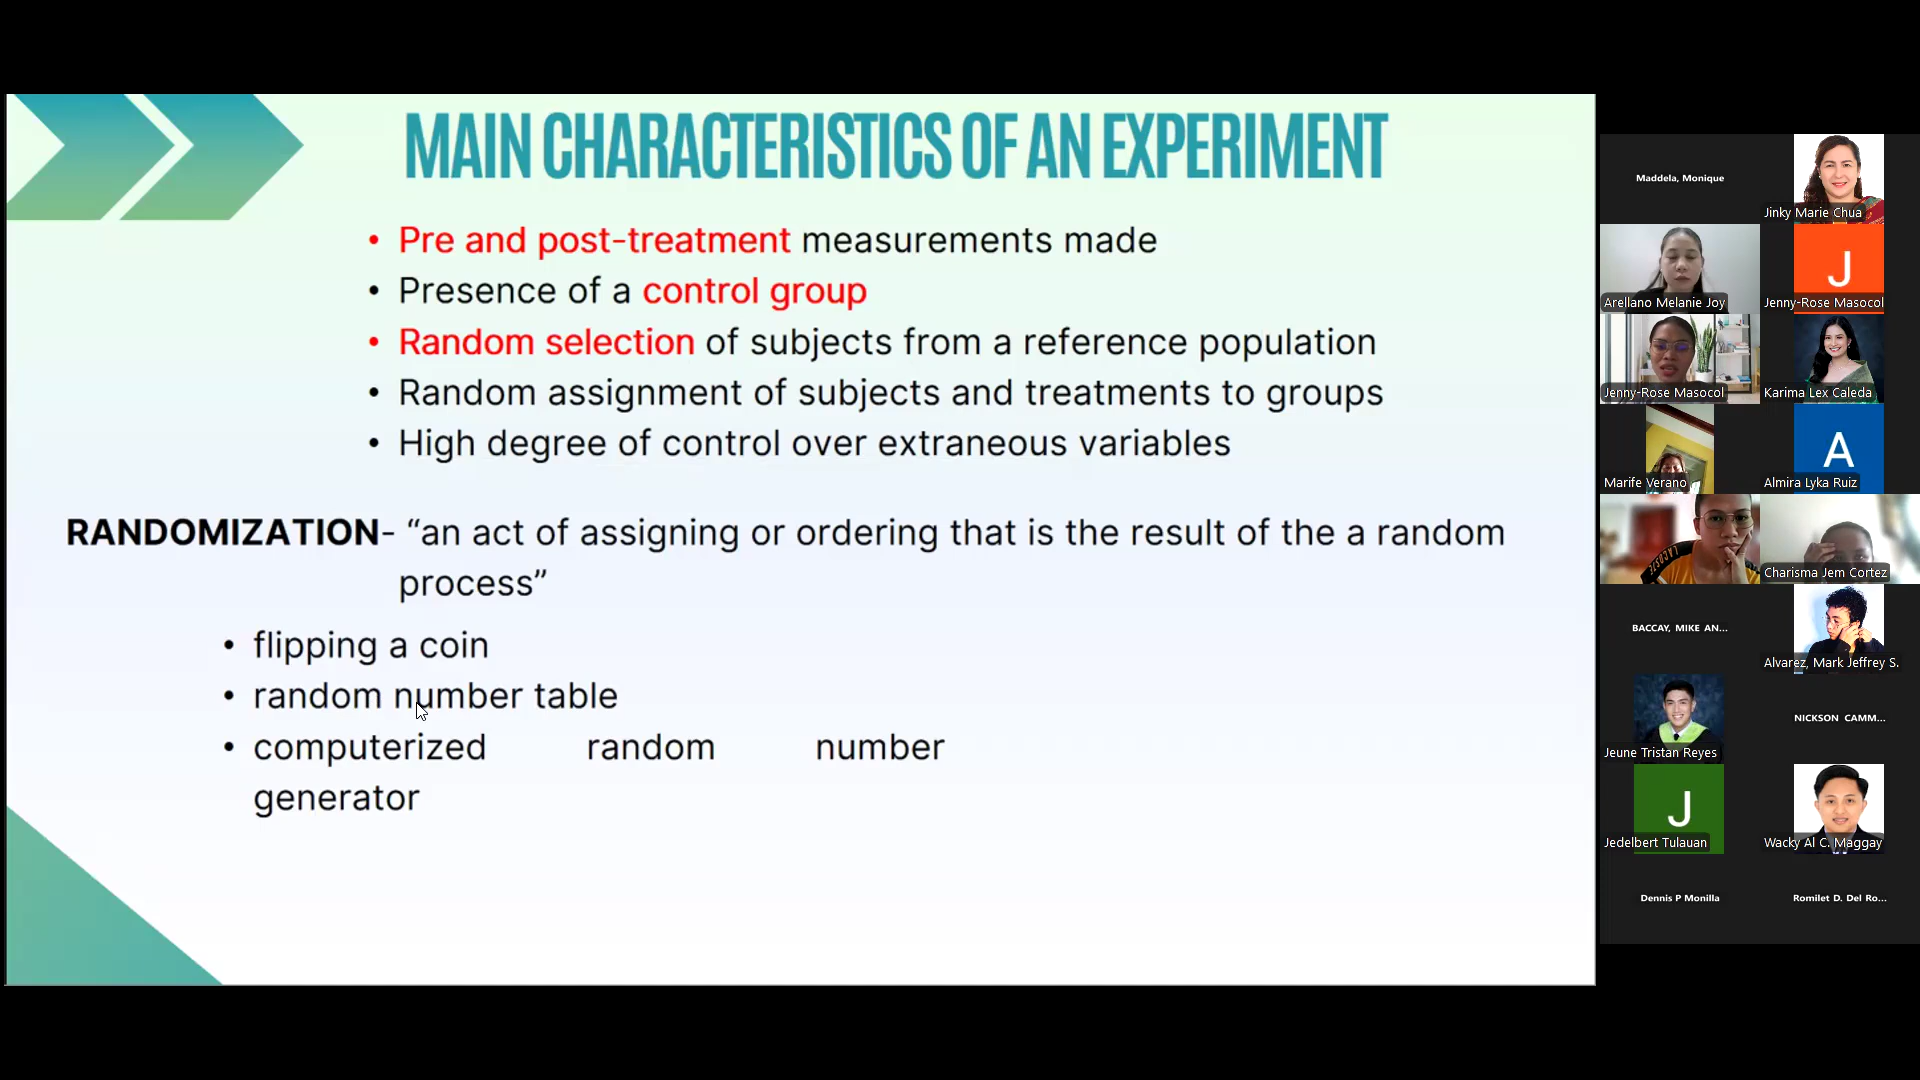 MAIN CHARACTERISTICS OF AN EXPERIMENT
• Pre and post-treatment measurements made
• Presence of a control group
• Random selection of subjects from a reference population
• Random assignment of subjects and treatments to groups
• High degree of control over extraneous variables
RANDOMIZATION- “an act of assigning or ordering that is the result of the a random
process”
• flipping a coin
• random number table
• computerized random number
generator
Maddela, Monique
Jinky Marie Chua
Arellano Melanie Joy
J
Jenny-Rose Masocol
Jenny-Rose Masocol
Karima Lex Caleda
Marife Verano
A
Almira Lyka Ruiz
LACOSTE
Charisma Jem Cortez
BACCAY, MIKE AN...
Alvarez, Mark Jeffrey S.
Jeune Tristan Reyes
NICKSON CAMM...
J
Jedelbert Tulauan
Wacky Al C. Maggay
Dennis P Monilla
Romilet D. Del Ro...